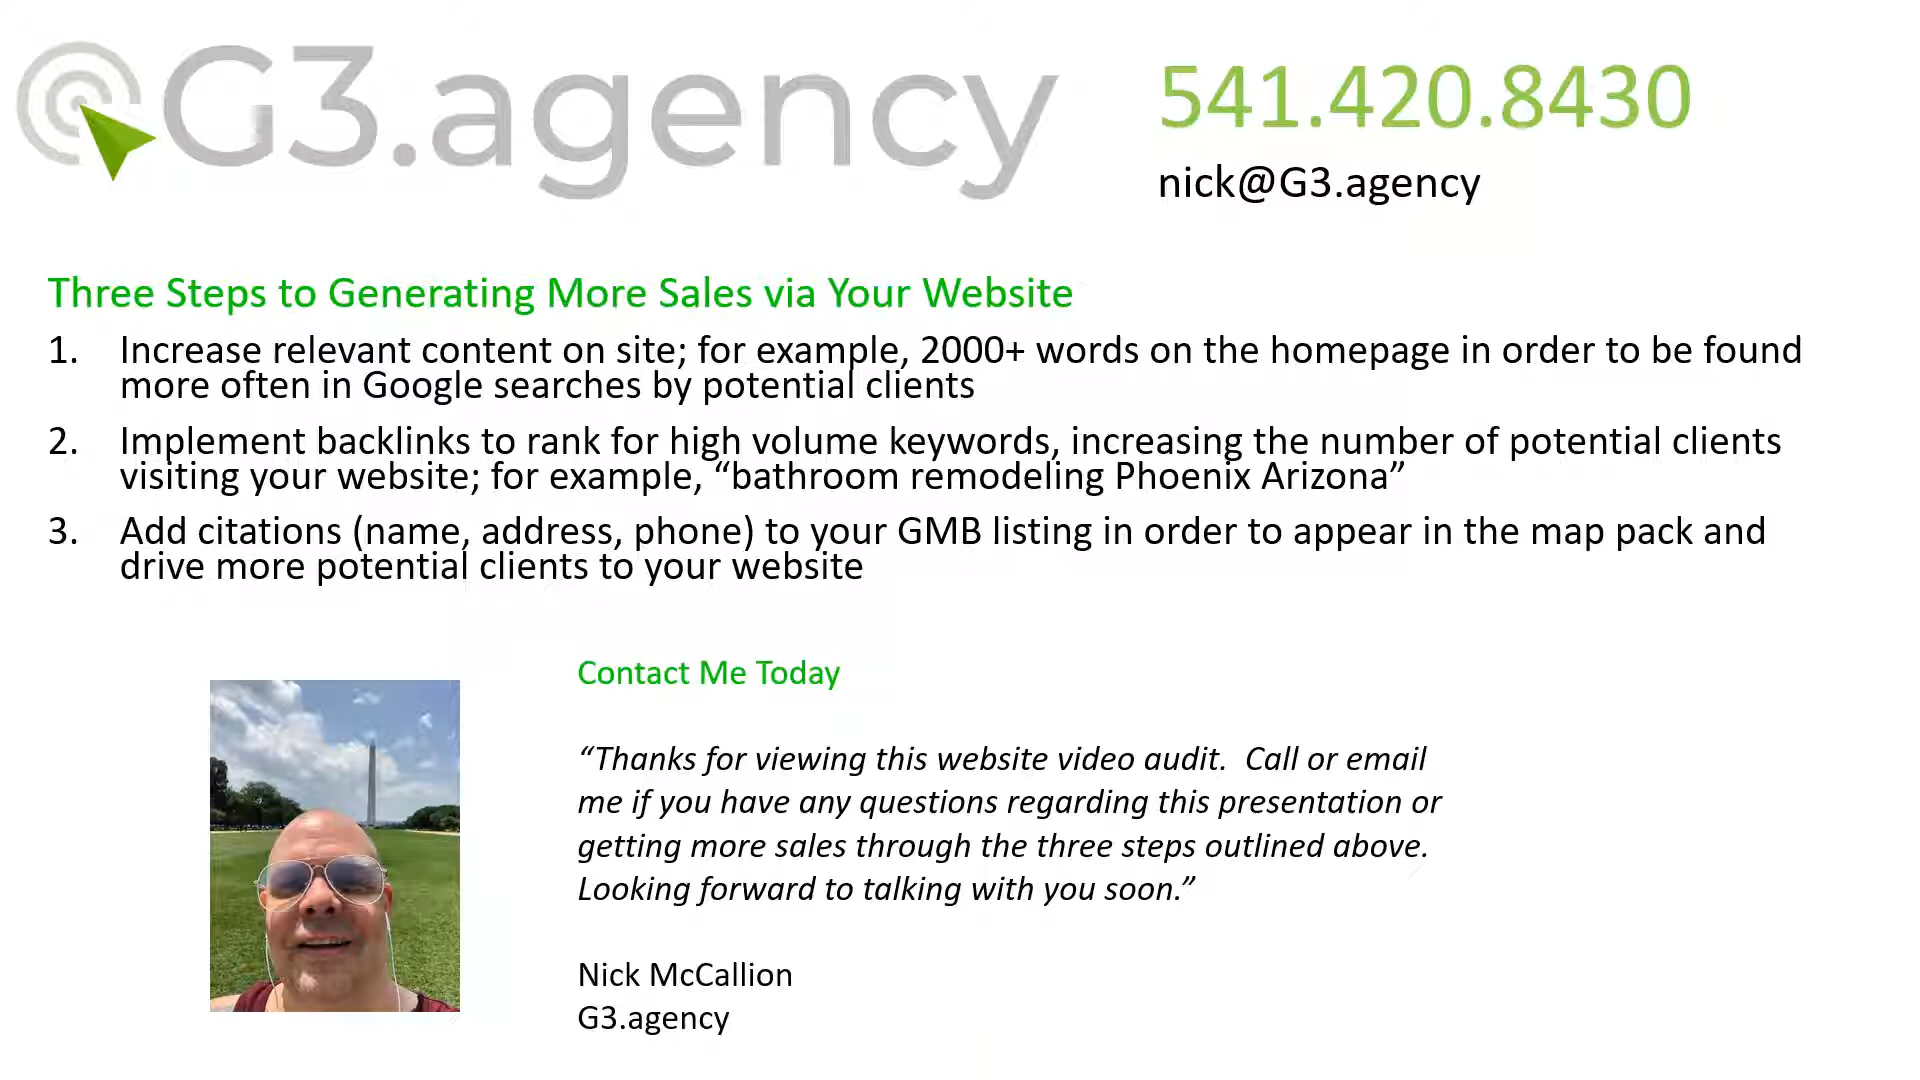 G3.agency
541.420.8430
nick@G3.agency
Three Steps to Generating More Sales via Your Website
1. Increase relevant content on site; for example, 2000+ words on the homepage in order to be found
more often in Google searches by potential clients
2. Implement backlinks to rank for high volume keywords, increasing the number of potential clients
visiting your website; for example, “bathroom remodeling Phoenix Arizona”
3. Add citations (name, address, phone) to your GMB listing in order to appear in the map pack and
drive more potential clients to your website
Contact Me Today
“Thanks for viewing this website video audit.  Call or email
me if you have any questions regarding this presentation or
getting more sales through the three steps outlined above.
Looking forward to talking with you soon.”
Nick McCallion
G3.agency